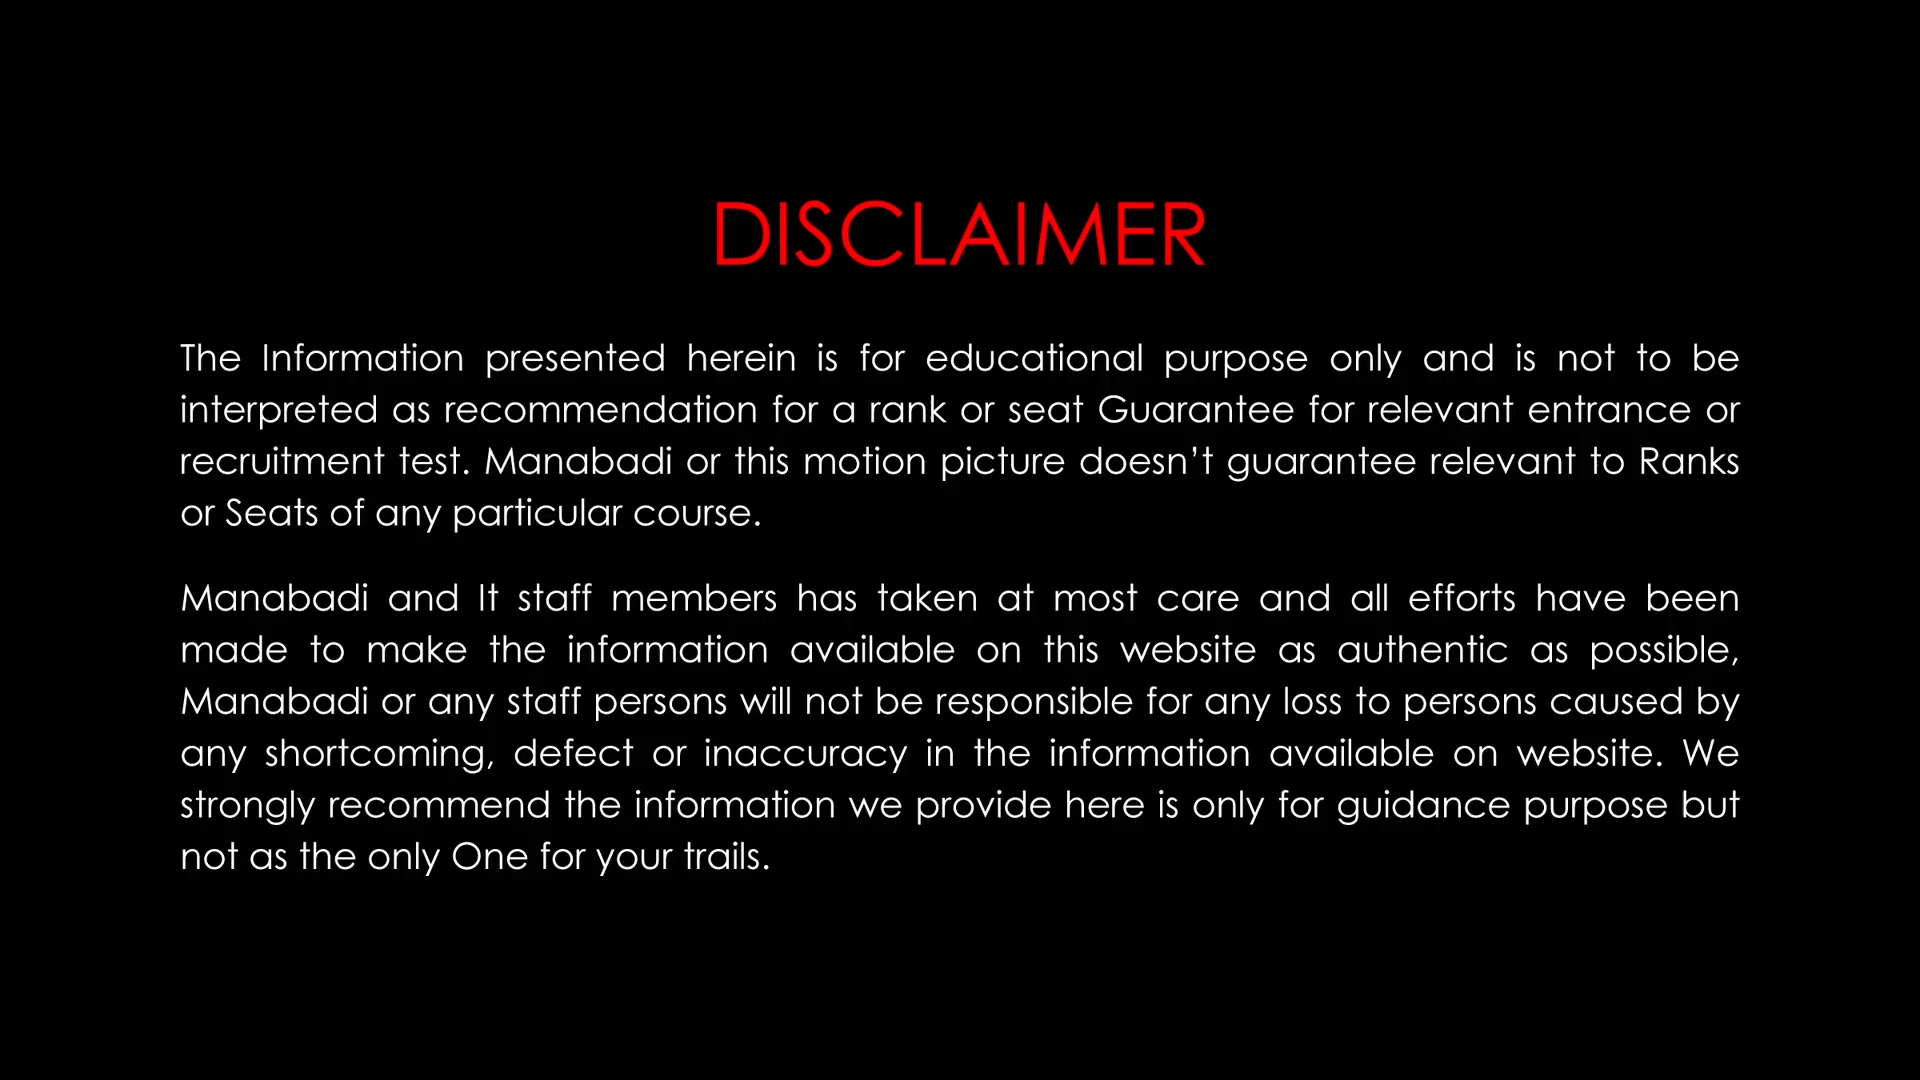 DISCLAIMER
The Information presented herein is for educational purpose only and is not to be
interpreted as recommendation for a rank or seat Guarantee for relevant entrance or
recruitment test. Manabadi or this motion picture doesn’t guarantee relevant to Ranks
or Seats of any particular course.
Manabadi and It staff members has taken at most care and all efforts have been
made to make the information available on this website as authentic as possible,
Manabadi or any staff persons will not be responsible for any loss to persons caused by
any shortcoming, defect or inaccuracy in the information available on website. We
strongly recommend the information we provide here is only for guidance purpose but
not as the only One for your trails.